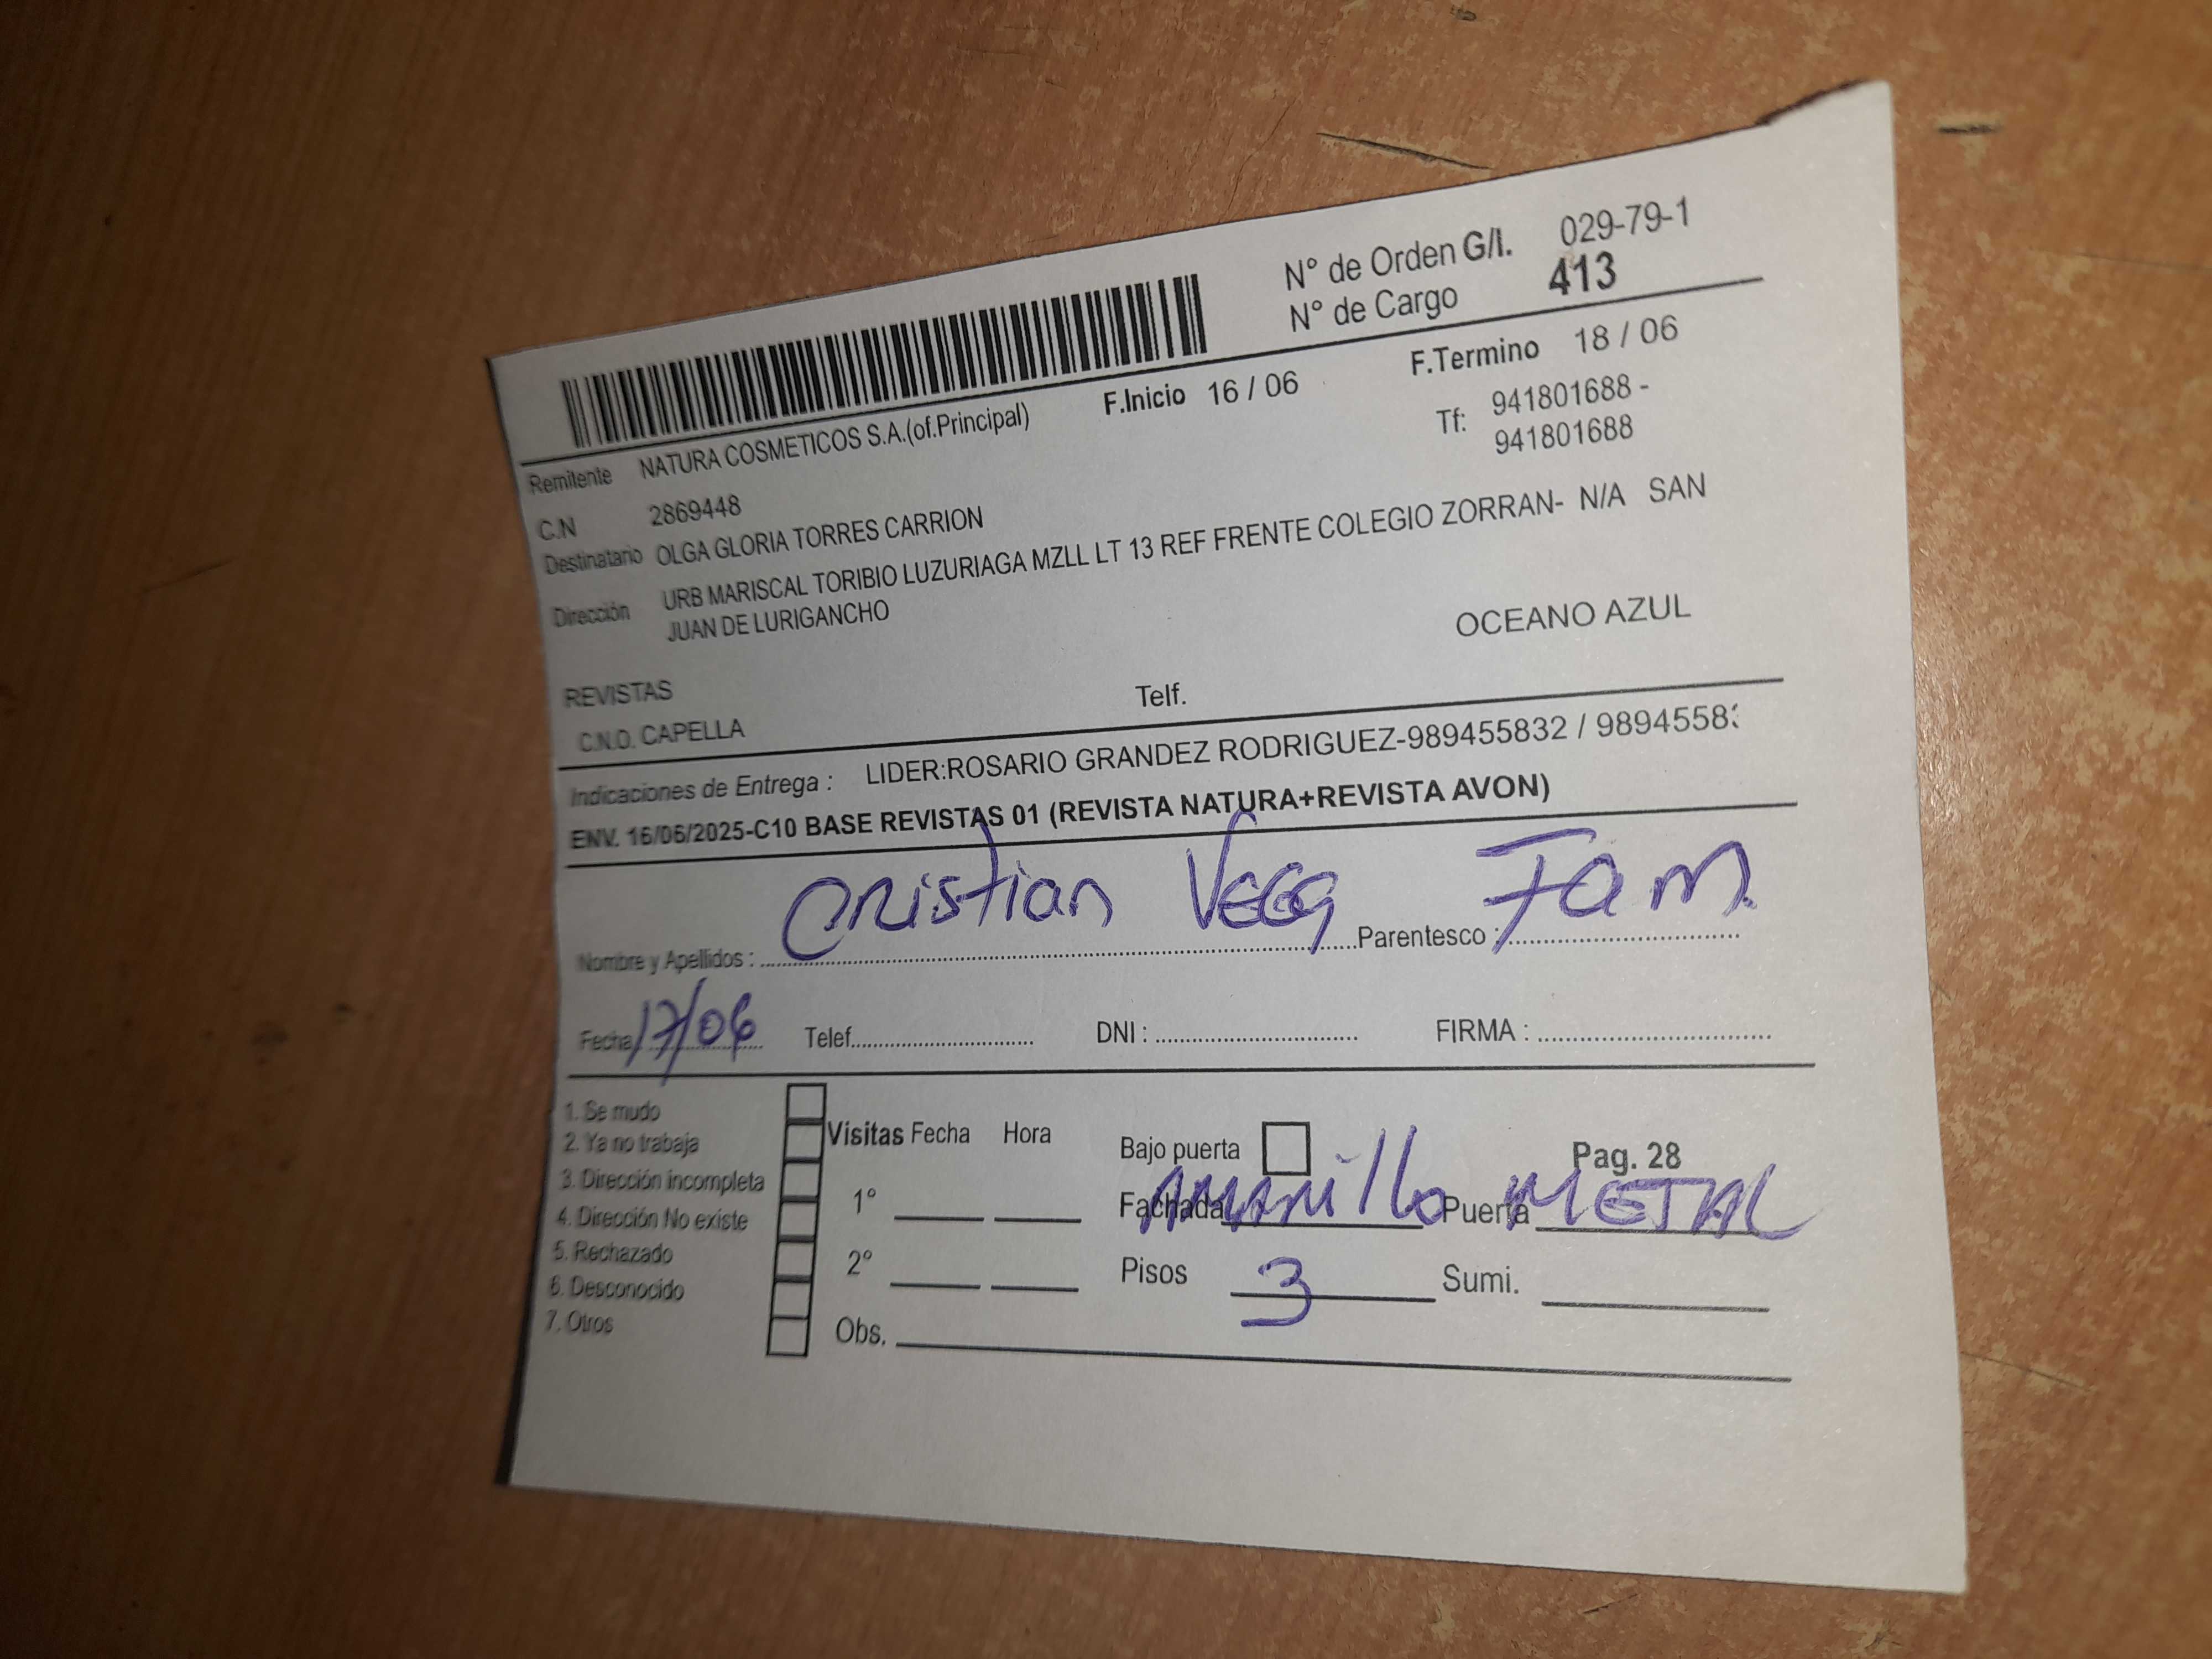 N° de Orden G/I. 029-79-1
N° de Cargo 413
F.Inicio 16 / 06 F.Termino 18 / 06
Remitente NATURA COSMETICOS S.A.(of.Principal) Tf: 941801688 -
941801688
C.N 2869448
Destinatario OLGA GLORIA TORRES CARRION
Dirección URB MARISCAL TORIBIO LUZURIAGA MZLL LT 13 REF FRENTE COLEGIO ZORRAN- N/A SAN
JUAN DE LURIGANCHO
OCEANO AZUL
REVISTAS
C.N.O. CAPELLA Telf.
Indicaciones de Entrega : LIDER:ROSARIO GRANDEZ RODRIGUEZ-989455832 / 98945583
ENV. 16/06/2025-C10 BASE REVISTAS 01 (REVISTA NATURA+REVISTA AVON)
Nombre y Apellidos : Cristian Vega Parentesco : Fam.
Fecha 17/06 Telef. DNI : FIRMA :
1. Se mudo
2. Ya no trabaja
3. Dirección incompleta
4. Dirección No existe
5. Rechazado
6. Desconocido
7. Otros
Visitas Fecha Hora
1°
2°
Obs.
Bajo puerta Pag. 28
Fachada Amarillo Puerta METAL
Pisos 3 Sumi.